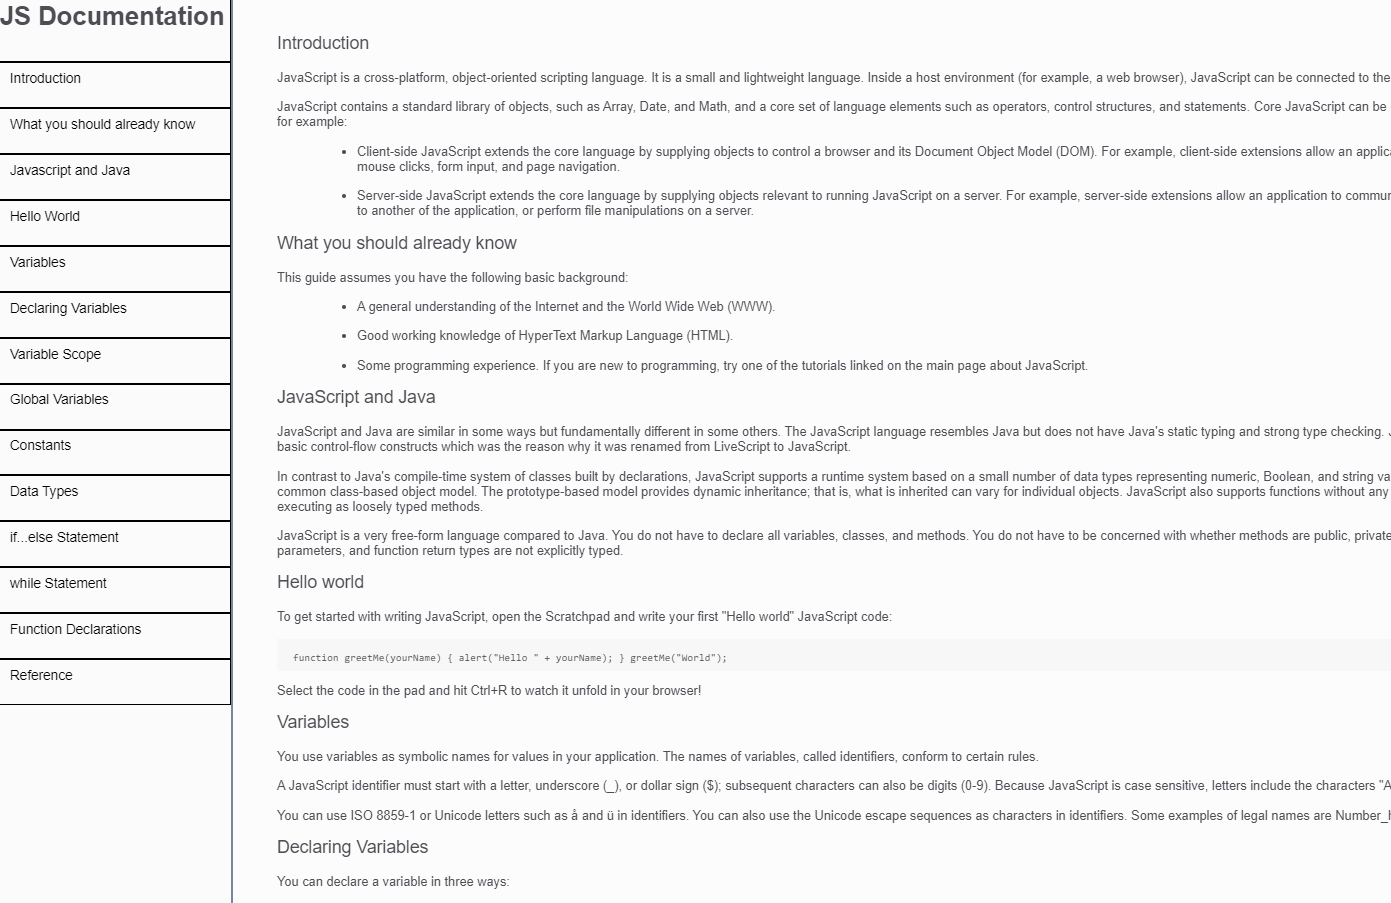 JS Documentation
Introduction
What you should already know
Javascript and Java
Hello World
Variables
Declaring Variables
Variable Scope
Global Variables
Constants
Data Types
if...else Statement
while Statement
Function Declarations
Reference
Introduction
JavaScript is a cross-platform, object-oriented scripting language. It is a small and lightweight language. Inside a host environment (for example, a web browser), JavaScript can be connected to the
JavaScript contains a standard library of objects, such as Array, Date, and Math, and a core set of language elements such as operators, control structures, and statements. Core JavaScript can be
for example:
• Client-side JavaScript extends the core language by supplying objects to control a browser and its Document Object Model (DOM). For example, client-side extensions allow an
mouse clicks, form input, and page navigation.
• Server-side JavaScript extends the core language by supplying objects relevant to running JavaScript on a server. For example, server-side extensions allow an application to
to another of the application, or perform file manipulations on a server.
What you should already know
This guide assumes you have the following basic background:
• A general understanding of the Internet and the World Wide Web (WWW).
• Good working knowledge of HyperText Markup Language (HTML).
• Some programming experience. If you are new to programming, try one of the tutorials linked on the main page about JavaScript.
JavaScript and Java
JavaScript and Java are similar in some ways but fundamentally different in some others. The JavaScript language resembles Java but does not have Java's static typing and strong type checking.
basic control-flow constructs which was the reason why it was renamed from LiveScript to JavaScript.
In contrast to Java's compile-time system of classes built by declarations, JavaScript supports a runtime system based on a small number of data types representing numeric, Boolean, and string
common class-based object model. The prototype-based model provides dynamic inheritance; that is, what is inherited can vary for individual objects. JavaScript also supports functions without any
executing as loosely typed methods.
JavaScript is a very free-form language compared to Java. You do not have to declare all variables, classes, and methods. You do not have to be concerned with whether methods are public, private
parameters, and function return types are not explicitly typed.
Hello world
To get started with writing JavaScript, open the Scratchpad and write your first "Hello world" JavaScript code:
function greetMe(yourName) { alert("Hello " + yourName); } greetMe("World");
Select the code in the pad and hit Ctrl+R to watch it unfold in your browser!
Variables
You use variables as symbolic names for values in your application. The names of variables, called identifiers, conform to certain rules.
A JavaScript identifier must start with a letter, underscore (_), or dollar sign ($); subsequent characters can also be digits (0-9). Because JavaScript is case sensitive, letters include the characters "A
You can use ISO 8859-1 or Unicode letters such as å and ü in identifiers. You can also use the Unicode escape sequences as characters in identifiers. Some examples of legal names are
Declaring Variables
You can declare a variable in three ways: